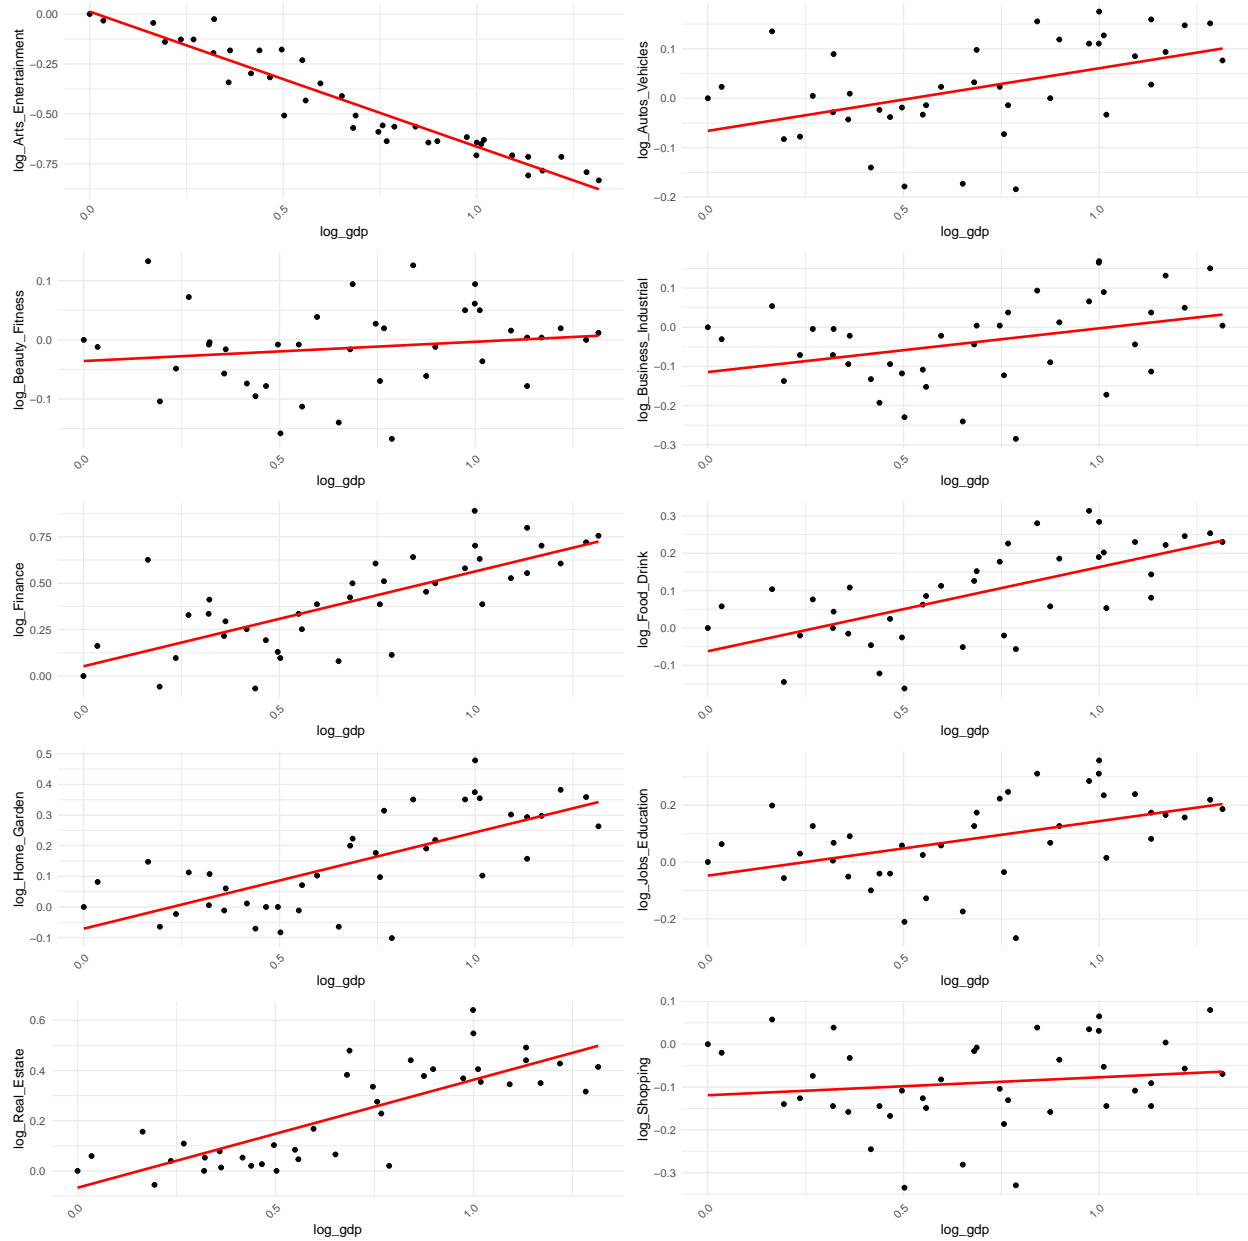 log_Arts_Entertainment
0.00
−0.25
−0.50
−0.75
0.0 0.5 1.0
log_gdp
log_Autos_Vehicles
0.1
0.0
−0.1
−0.2
0.0 0.5 1.0
log_gdp
log_Beauty_Fitness
0.1
0.0
−0.1
0.0 0.5 1.0
log_gdp
log_Business_Industrial
0.1
0.0
−0.1
−0.2
−0.3
0.0 0.5 1.0
log_gdp
log_Finance
0.75
0.50
0.25
0.00
0.0 0.5 1.0
log_gdp
log_Food_Drink
0.3
0.2
0.1
0.0
−0.1
0.0 0.5 1.0
log_gdp
log_Home_Garden
0.5
0.4
0.3
0.2
0.1
0.0
−0.1
0.0 0.5 1.0
log_gdp
log_Jobs_Education
0.2
0.0
−0.2
0.0 0.5 1.0
log_gdp
log_Real_Estate
0.6
0.4
0.2
0.0
0.0 0.5 1.0
log_gdp
log_Shopping
0.1
0.0
−0.1
−0.2
−0.3
0.0 0.5 1.0
log_gdp